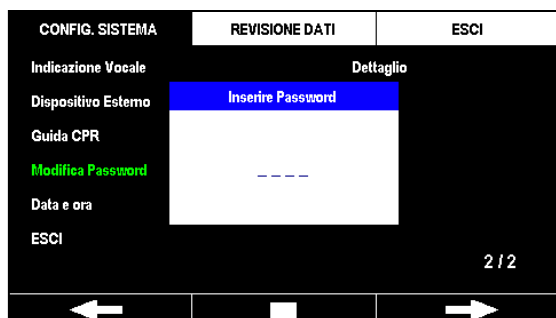 CONFIG. SISTEMA REVISIONE DATI ESCI
Indicazione Vocale Dettaglio
Dispositivo Esterno Inserire Password
Guida CPR
Modifica Password _ _ _ _
Data e ora
ESCI
2 / 2